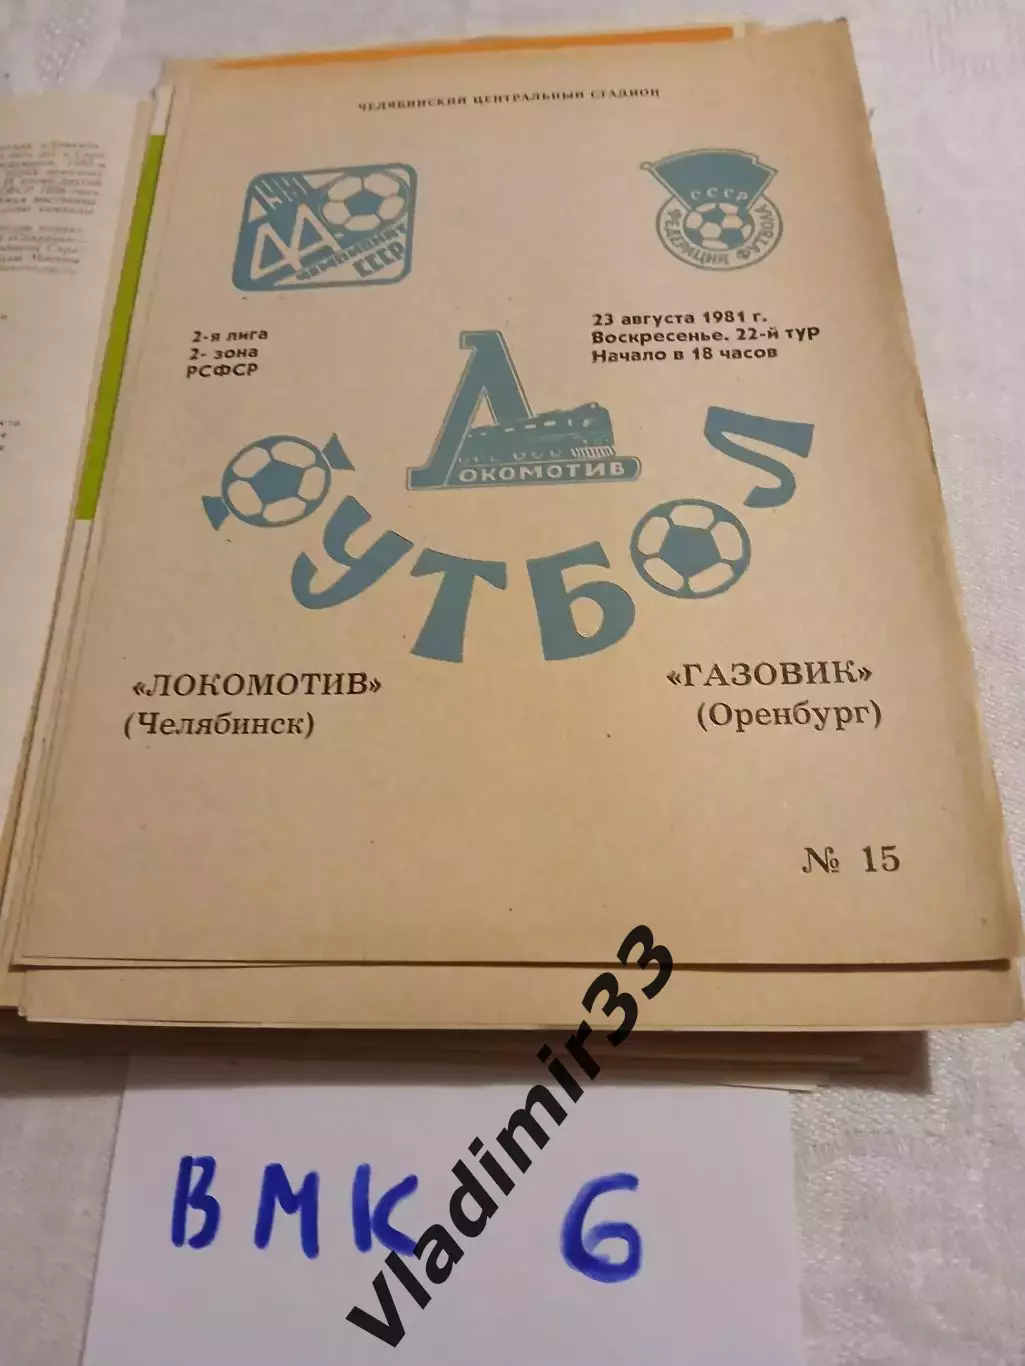 ЧЕЛЯБИНСКИЙ ЦЕНТРАЛЬНЫЙ СТАДИОН
44
ЧЕМПИОНАТ
СССР
СССР
ФЕДЕРАЦИЯ ФУТБОЛА
2-я лига
2- зона
РСФСР
23 августа 1981 г.
Воскресенье. 22-й тур
Начало в 18 часов
ЛОКОМОТИВ
ФУТБОЛ
«ЛОКОМОТИВ»
(Челябинск)
«ГАЗОВИК»
(Оренбург)
№ 15
vladimir33
ВМК 6